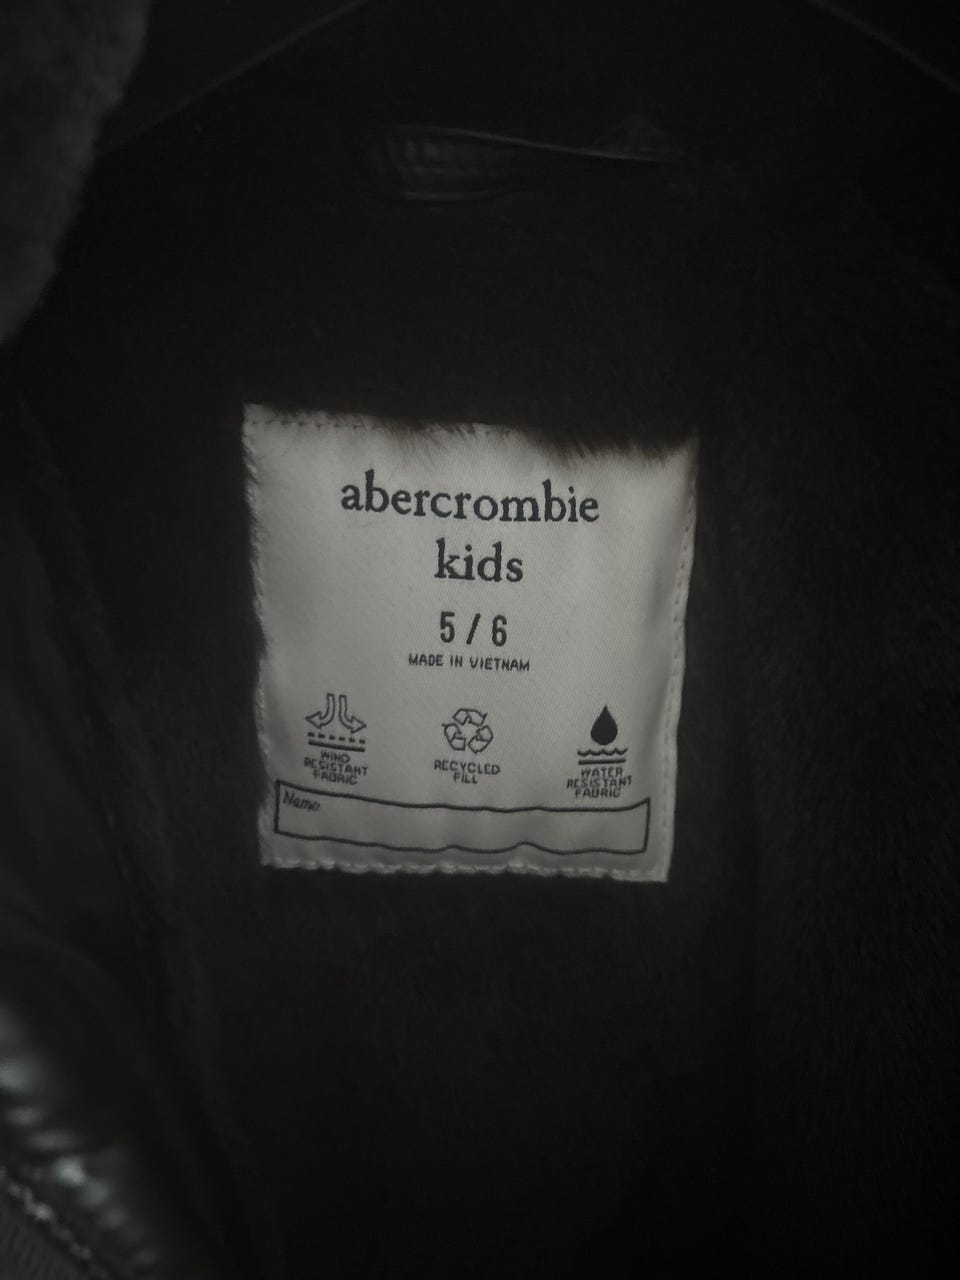 abercrombie
kids
5 / 6
MADE IN VIETNAM
WIND
RESISTANT
FABRIC
RECYCLED
FILL
WATER
RESISTANT
FABRIC
Name